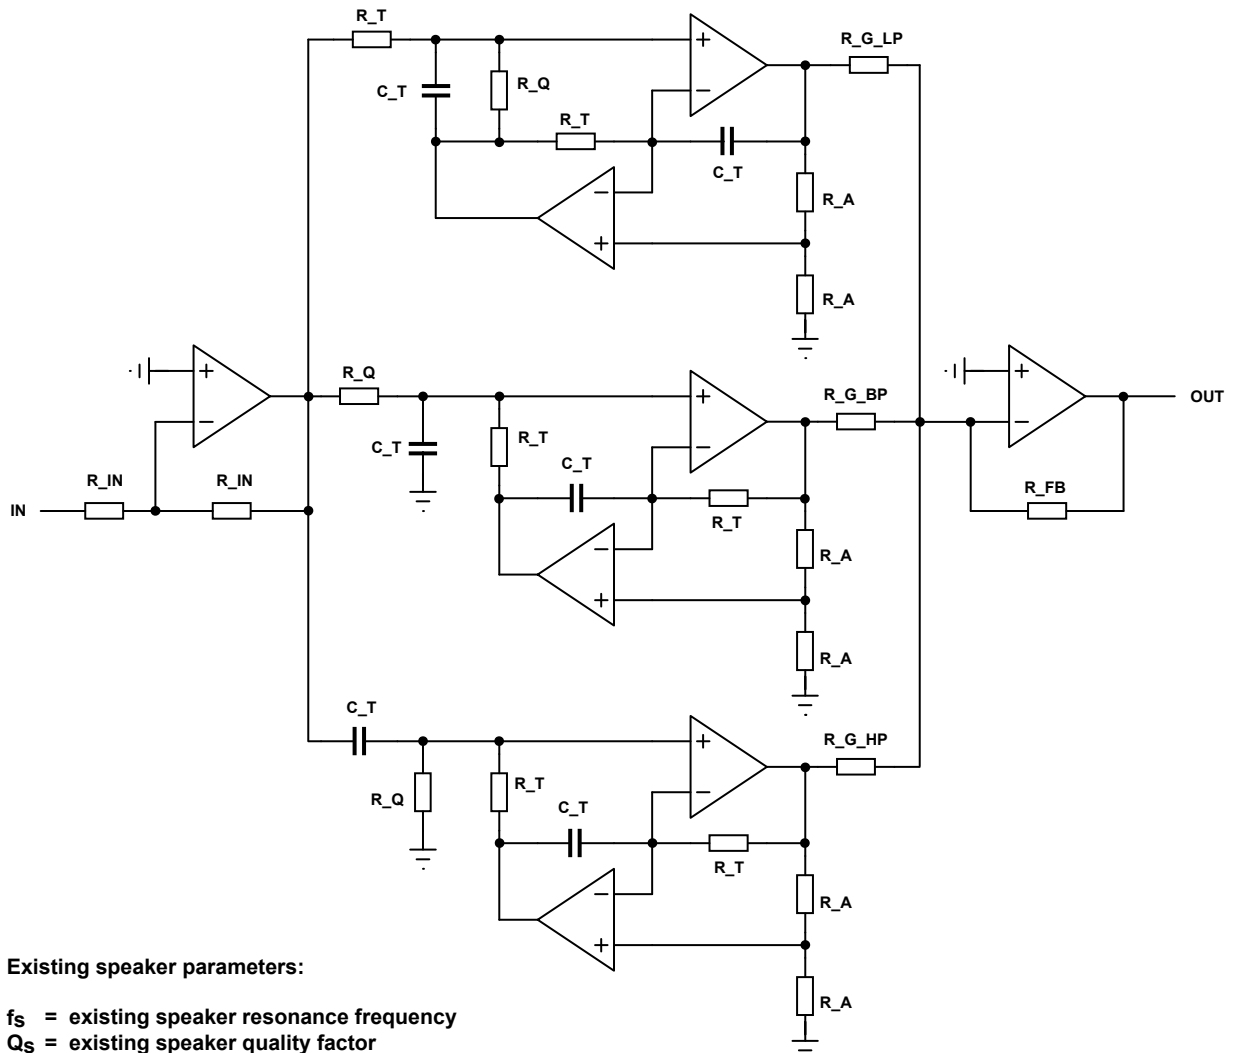 R_T
R_G_LP
C_T
R_Q
R_T
C_T
R_A
R_A
R_Q
R_G_BP
OUT
C_T
R_T
C_T
R_IN
R_IN
R_T
R_FB
IN
R_A
R_A
C_T
R_G_HP
R_Q
R_T
C_T
R_T
R_A
R_A
Existing speaker parameters:
fs = existing speaker resonance frequency
Qs = existing speaker quality factor